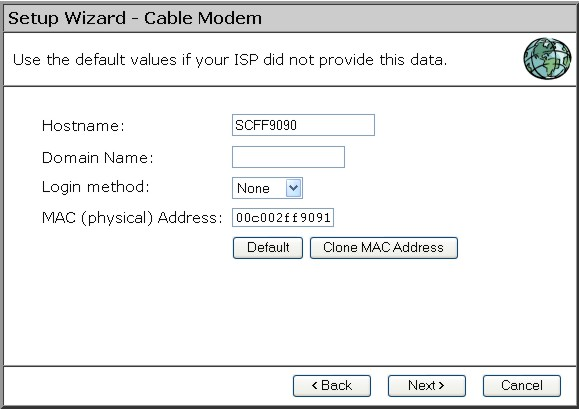 Setup Wizard - Cable Modem
Use the default values if your ISP did not provide this data.
Hostname: SCFF9090
Domain Name:
Login method: None
MAC (physical) Address: 00c002ff9091
Default Clone MAC Address
< Back Next > Cancel